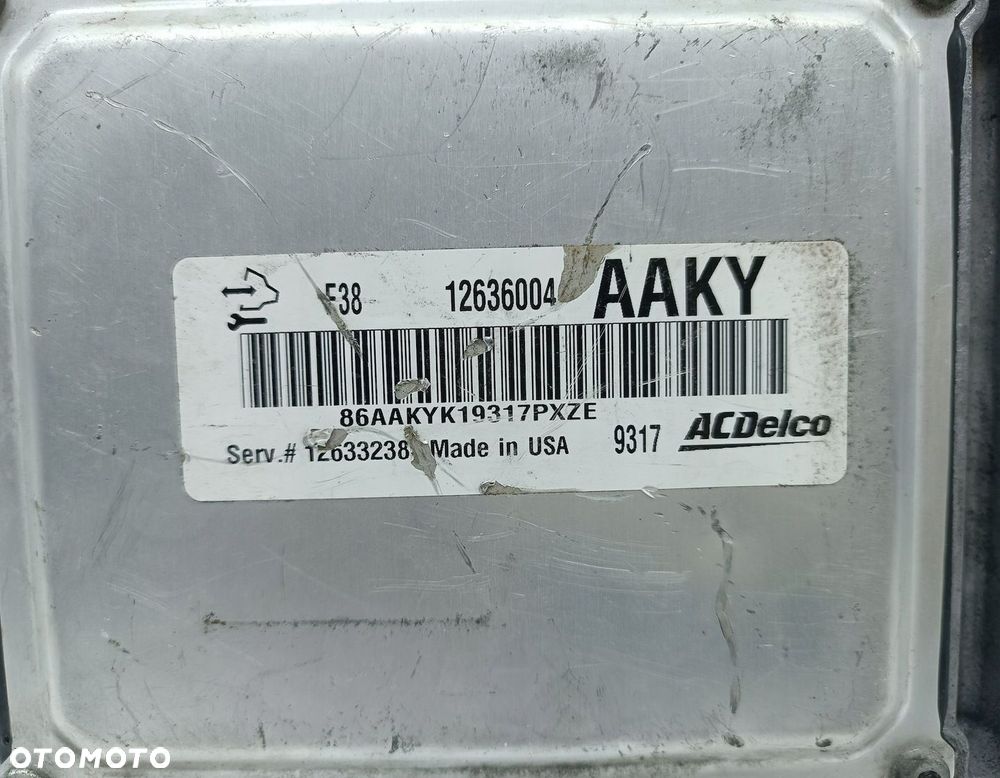 E38 12636004 AAKY
86AAKYK19317PXZE
Serv.# 12633238 Made in USA 9317 ACDelco
OTOMOTO